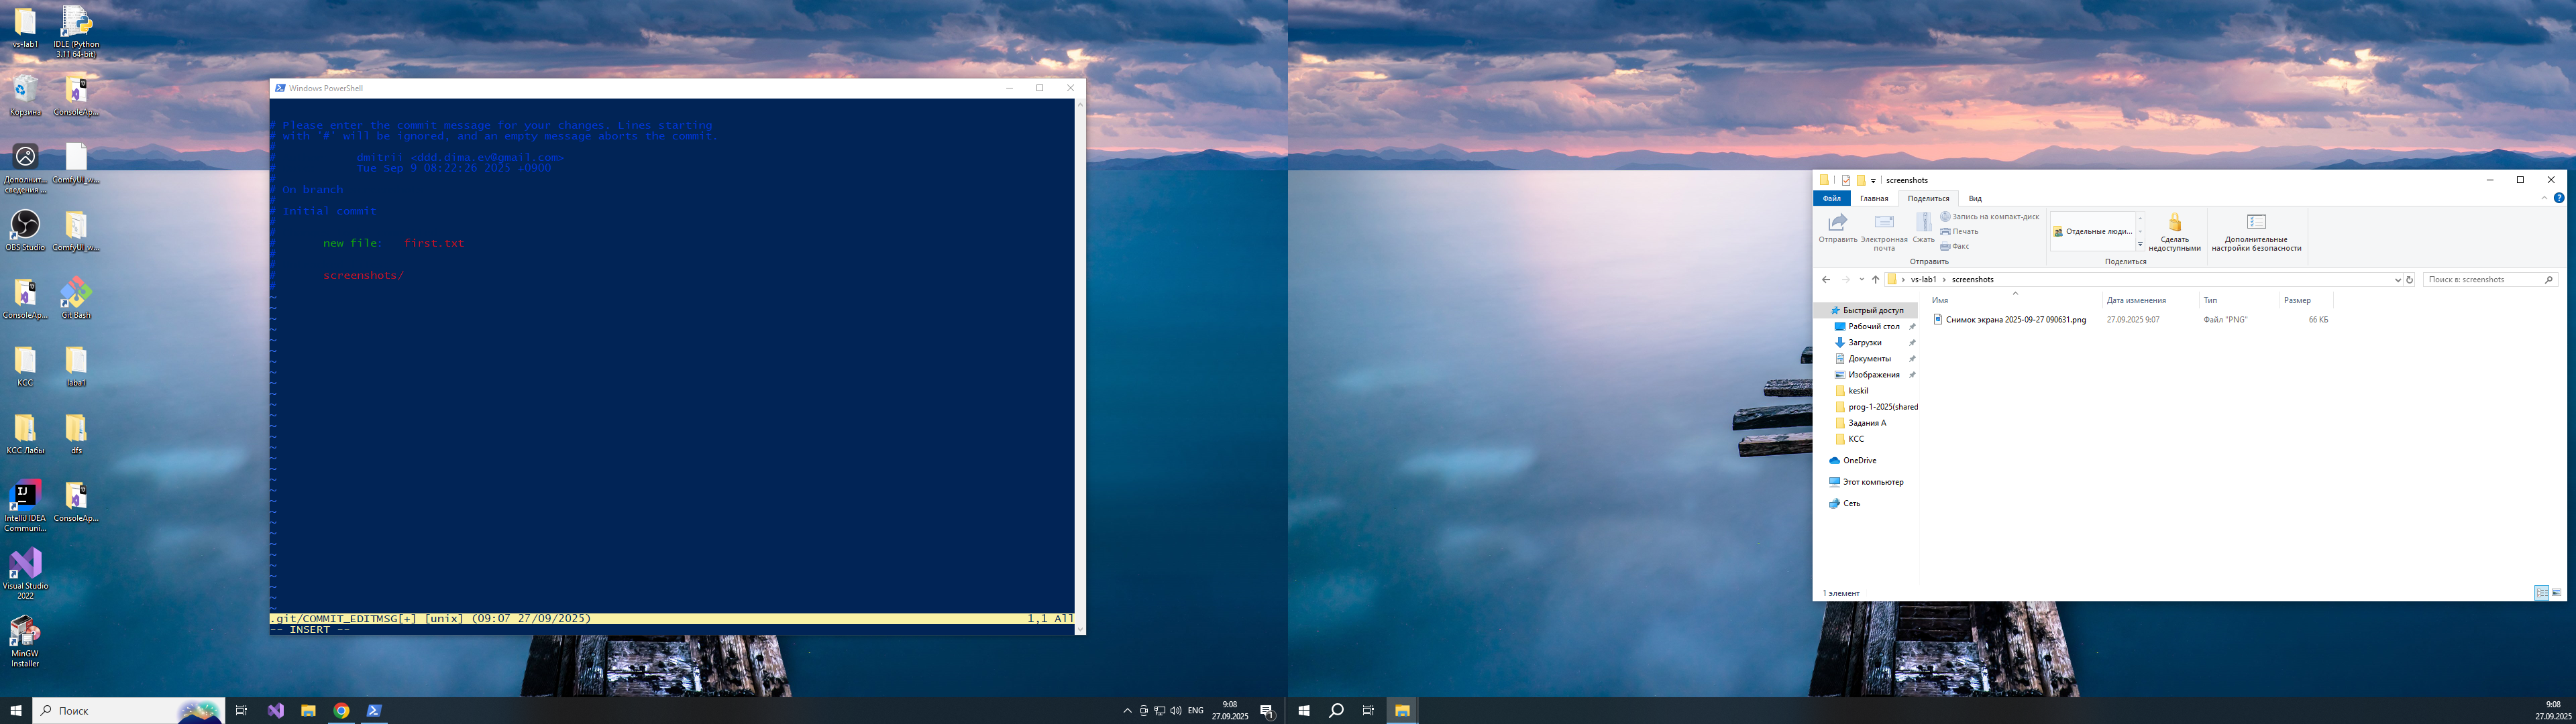 vs-lab1
IDLE (Python
3.11 64-bit)
Корзина
ConsoleAp...
Дополнит...
сведения ...
ComfyUI_w...
OBS Studio
ComfyUI_w...
ConsoleAp...
Git Bash
КСС
laba1
КСС Лабы
dfs
IntelliJ IDEA
Communi...
ConsoleAp...
Visual Studio
2022
MinGW
Installer
Windows PowerShell
# Please enter the commit message for your changes. Lines starting
# with '#' will be ignored, and an empty message aborts the commit.
#
# dmitrii <ddd.dima.ev@gmail.com>
# Tue Sep 9 08:22:26 2025 +0900
#
# On branch
#
# Initial commit
#
#
# new file: first.txt
#
#
# screenshots/
#
.git/COMMIT_EDITMSG[+] [unix] (09:07 27/09/2025) 1,1 All
-- INSERT --
screenshots
Файл Главная Поделиться Вид
Отправить
Электронная
почта
Сжать
Запись на компакт-диск
Печать
Факс
Отправить
Отдельные люди...
Сделать
недоступными
Поделиться
Дополнительные
настройки безопасности
vs-lab1 › screenshots
Поиск в: screenshots
Имя Дата изменения Тип Размер
Снимок экрана 2025-09-27 090631.png 27.09.2025 9:07 Файл "PNG" 66 КБ
Быстрый доступ
Рабочий стол
Загрузки
Документы
Изображения
keskil
prog-1-2025(shared
Задания А
КСС
OneDrive
Этот компьютер
Сеть
1 элемент
Поиск
ENG
9:08
27.09.2025
1
9:08
27.09.2025